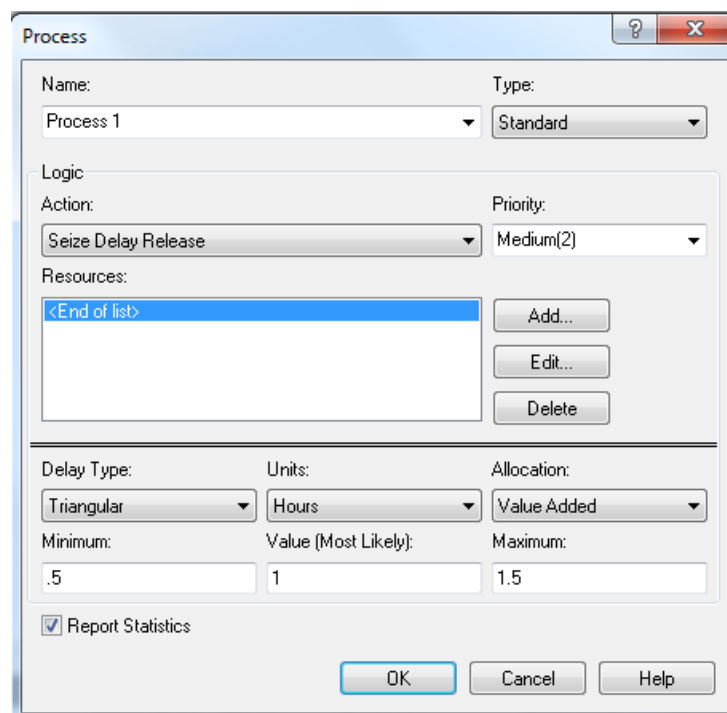 Process
Name: Type:
Process 1 Standard
Logic
Action: Priority:
Seize Delay Release Medium(2)
Resources:
<End of list>
Add...
Edit...
Delete
Delay Type: Units: Allocation:
Triangular Hours Value Added
Minimum: Value (Most Likely): Maximum:
.5 1 1.5
Report Statistics
OK Cancel Help